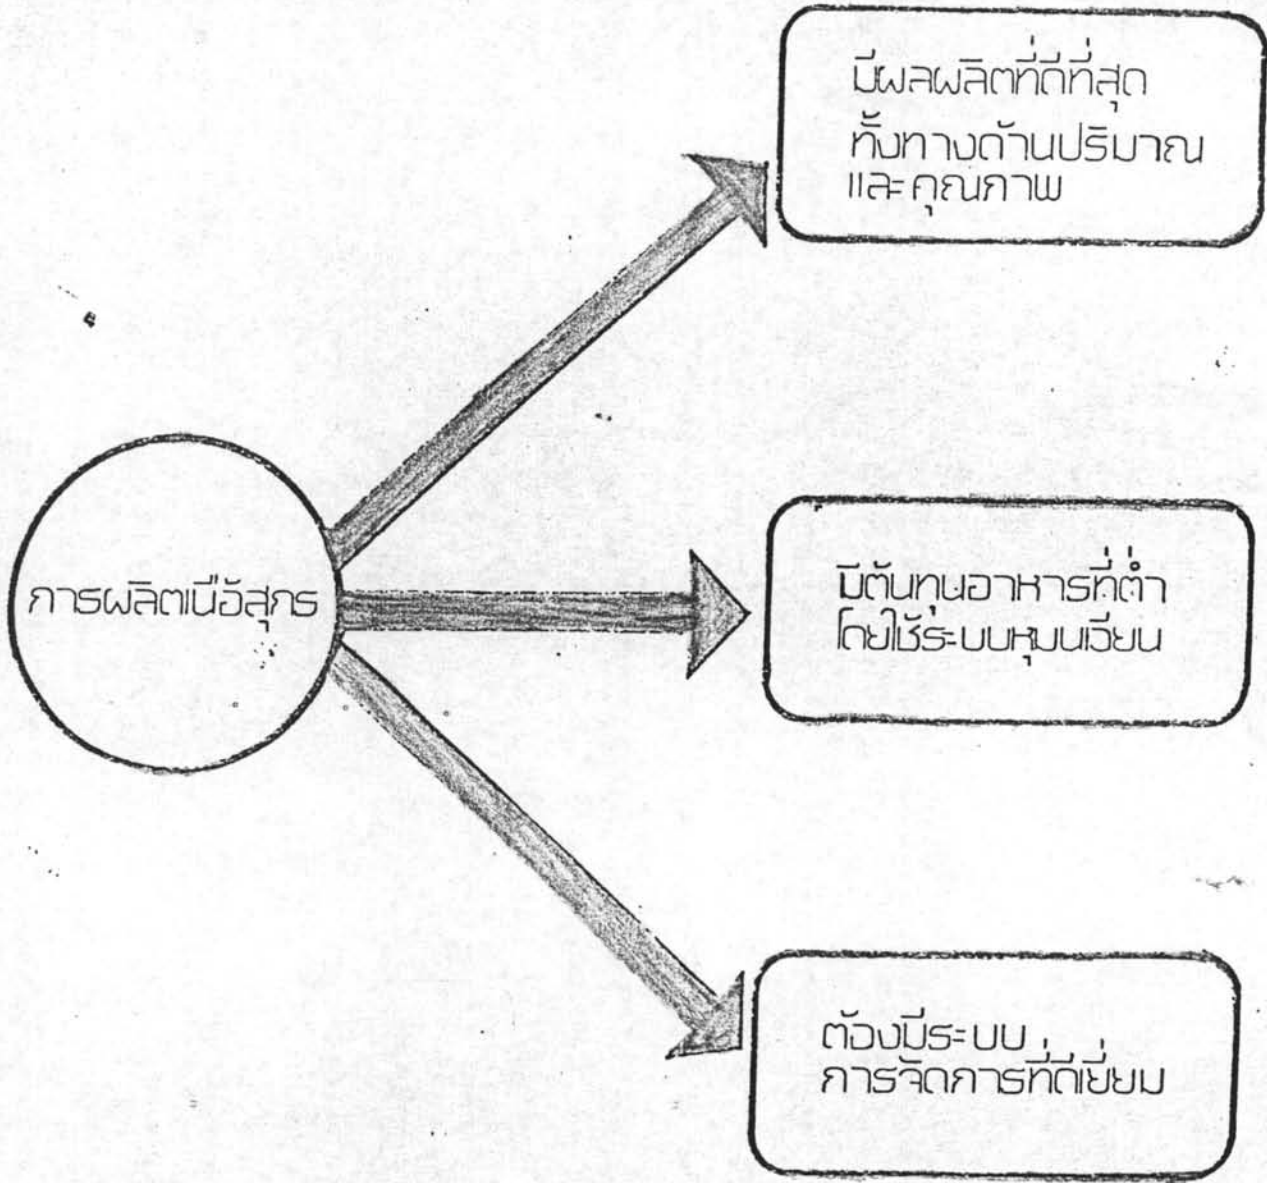 การผลิตเนื้อสุกร
มีผลผลิตที่ดีที่สุด
ทั้งทางด้านปริมาณ
และคุณภาพ
มีต้นทุนอาหารที่ต่ำ
โดยใช้ระบบหมุนเวียน
ต้องมีระบบ
การจัดการที่ดีเยี่ยม